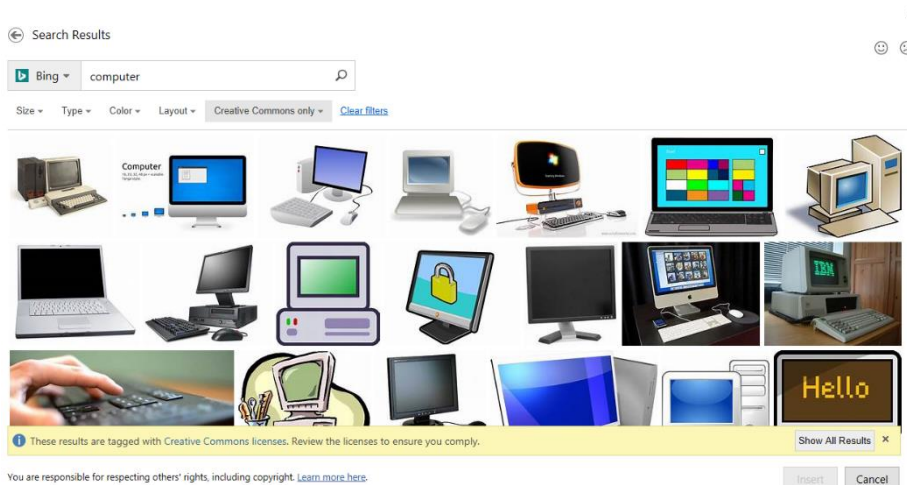 Search Results
Bing computer
Size Type Color Layout Creative Commons only Clear filters
Computer
IBM
Hello
These results are tagged with Creative Commons licenses. Review the licenses to ensure you comply.
Show All Results ×
You are responsible for respecting others' rights, including copyright. Learn more here.
Insert Cancel